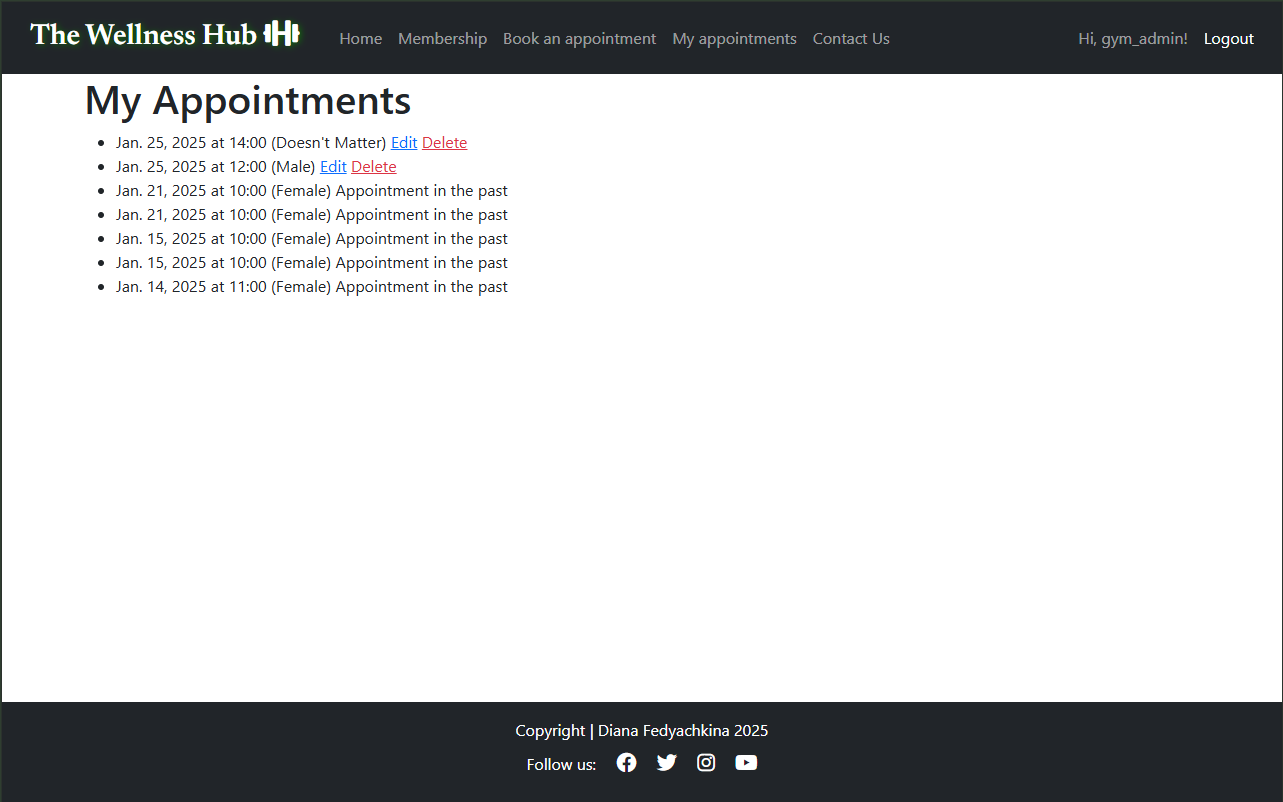 The Wellness Hub
Home Membership Book an appointment My appointments Contact Us Hi, gym_admin! Logout
My Appointments
Jan. 25, 2025 at 14:00 (Doesn't Matter) Edit Delete
Jan. 25, 2025 at 12:00 (Male) Edit Delete
Jan. 21, 2025 at 10:00 (Female) Appointment in the past
Jan. 21, 2025 at 10:00 (Female) Appointment in the past
Jan. 15, 2025 at 10:00 (Female) Appointment in the past
Jan. 15, 2025 at 10:00 (Female) Appointment in the past
Jan. 14, 2025 at 11:00 (Female) Appointment in the past
Copyright | Diana Fedyachkina 2025
Follow us: